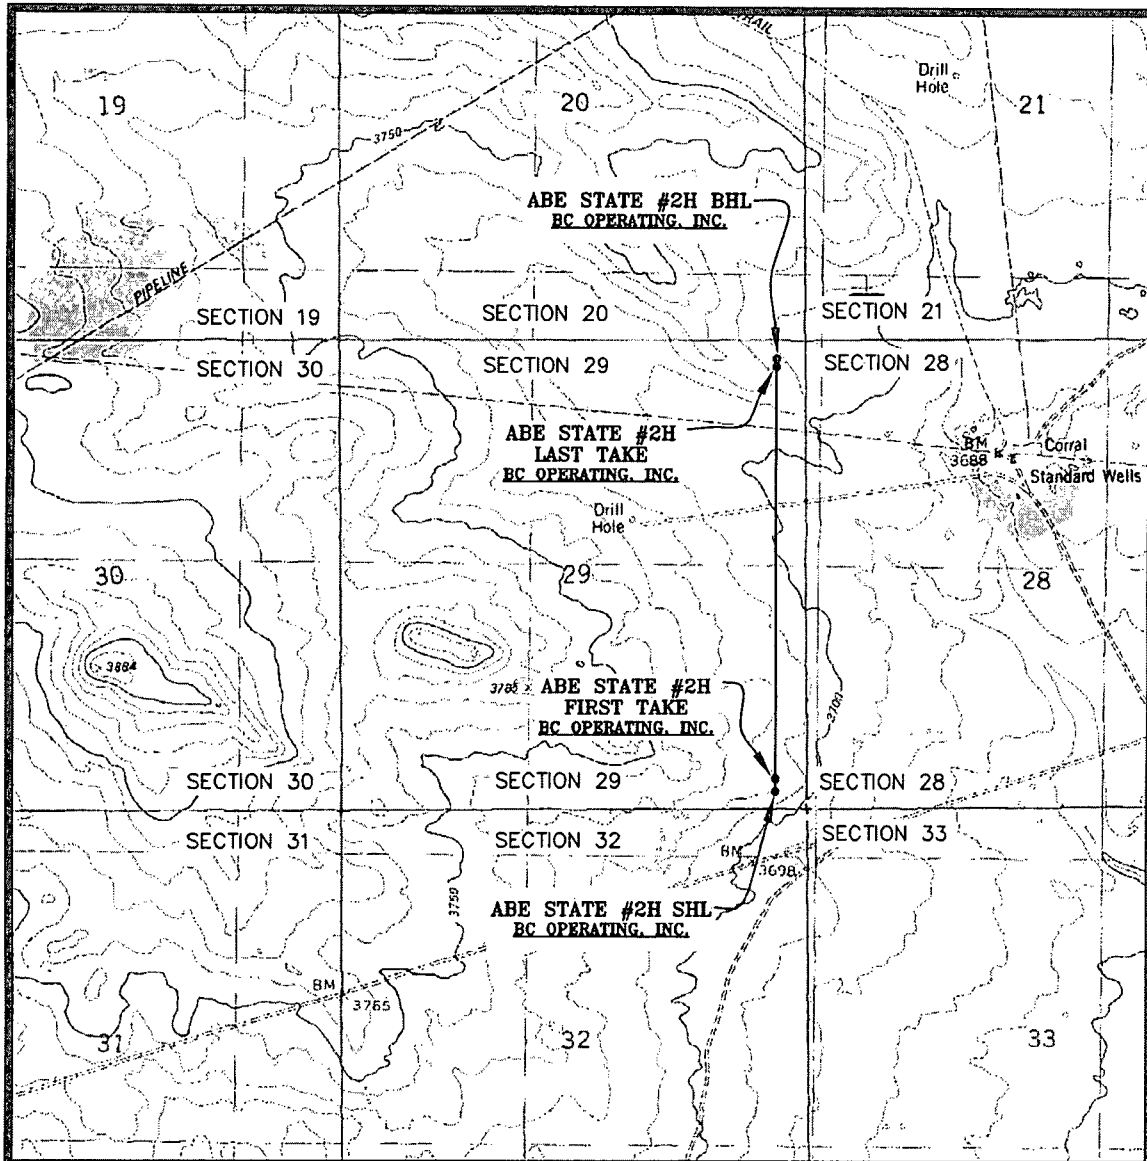 TRAIL
Drill
Hole
19
20
21
3750
ABE STATE #2H BHL
BC OPERATING, INC.
PIPELINE
SECTION 19
SECTION 20
SECTION 21
SECTION 30
SECTION 29
SECTION 28
ABE STATE #2H
LAST TAKE
BC OPERATING, INC.
BM
3688
Corral
Standard Wells
Drill
Hole
30
29
28
3884
ABE STATE #2H
FIRST TAKE
BC OPERATING, INC.
3700
SECTION 30
SECTION 29
SECTION 28
SECTION 31
SECTION 32
SECTION 33
BM
3698
3750
ABE STATE #2H SHL
BC OPERATING, INC.
BM
3765
31
32
33